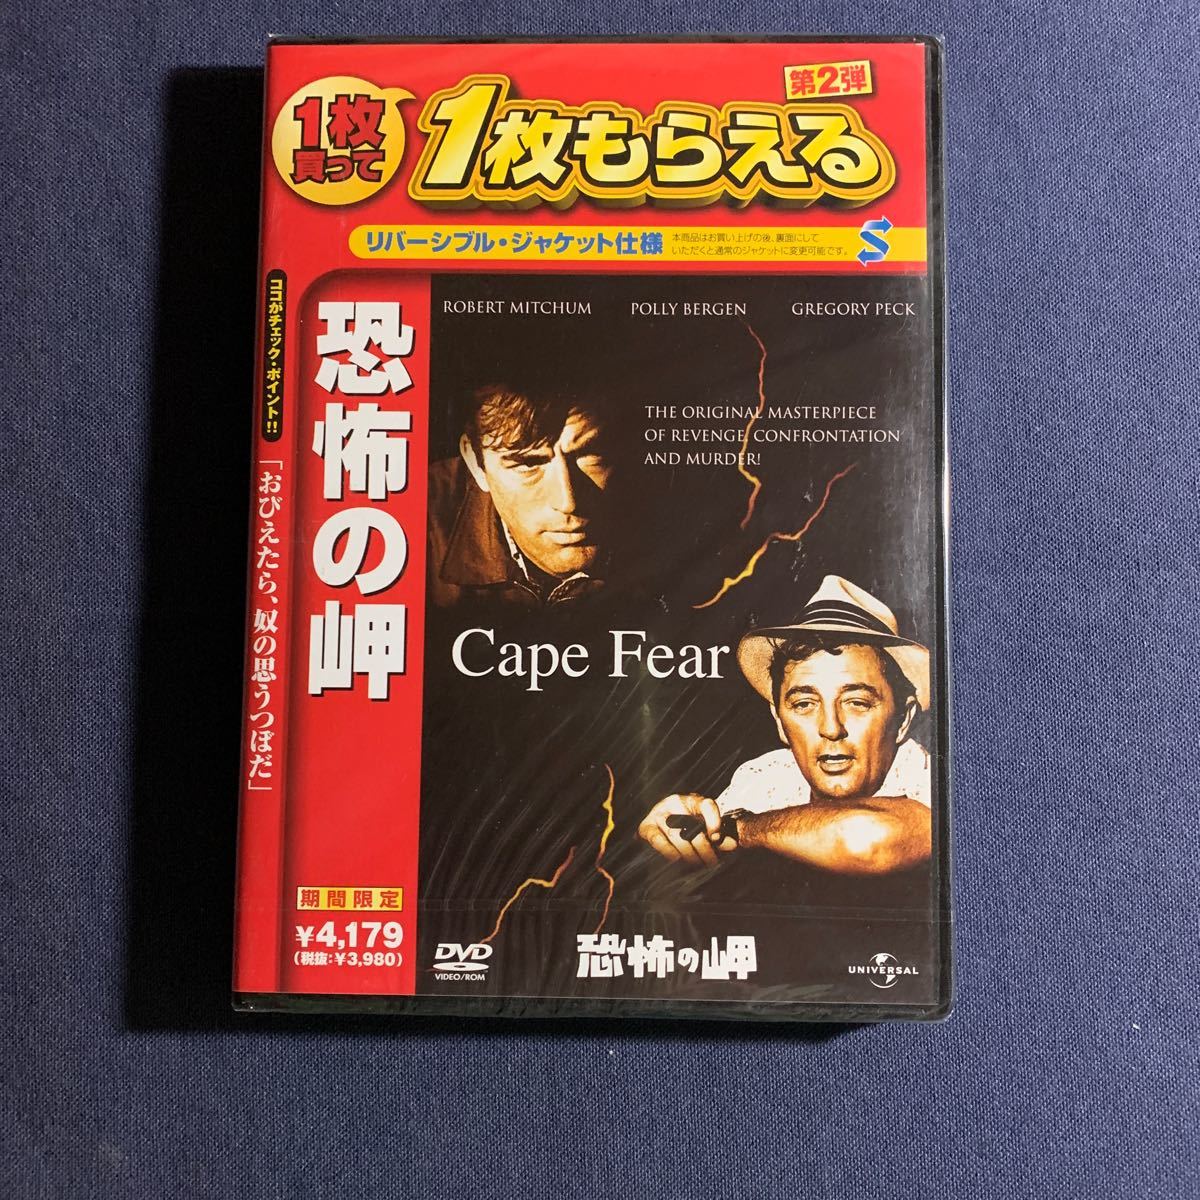 1枚
買って
1枚もらえる
第2弾
リバーシブル・ジャケット仕様
本商品はお買い上げの後、裏面にして
いただくと通常のジャケットに変更可能です。
S
ココがチェック・ポイント!!
「おびえたら、奴の思うつぼだ」
恐怖の岬
期間限定
¥4,179
(税抜:¥3,980)
ROBERT MITCHUM POLLY BERGEN GREGORY PECK
THE ORIGINAL MASTERPIECE
OF REVENGE, CONFRONTATION
AND MURDER!
Cape Fear
DVD
VIDEO/ROM
恐怖の岬
UNIVERSAL